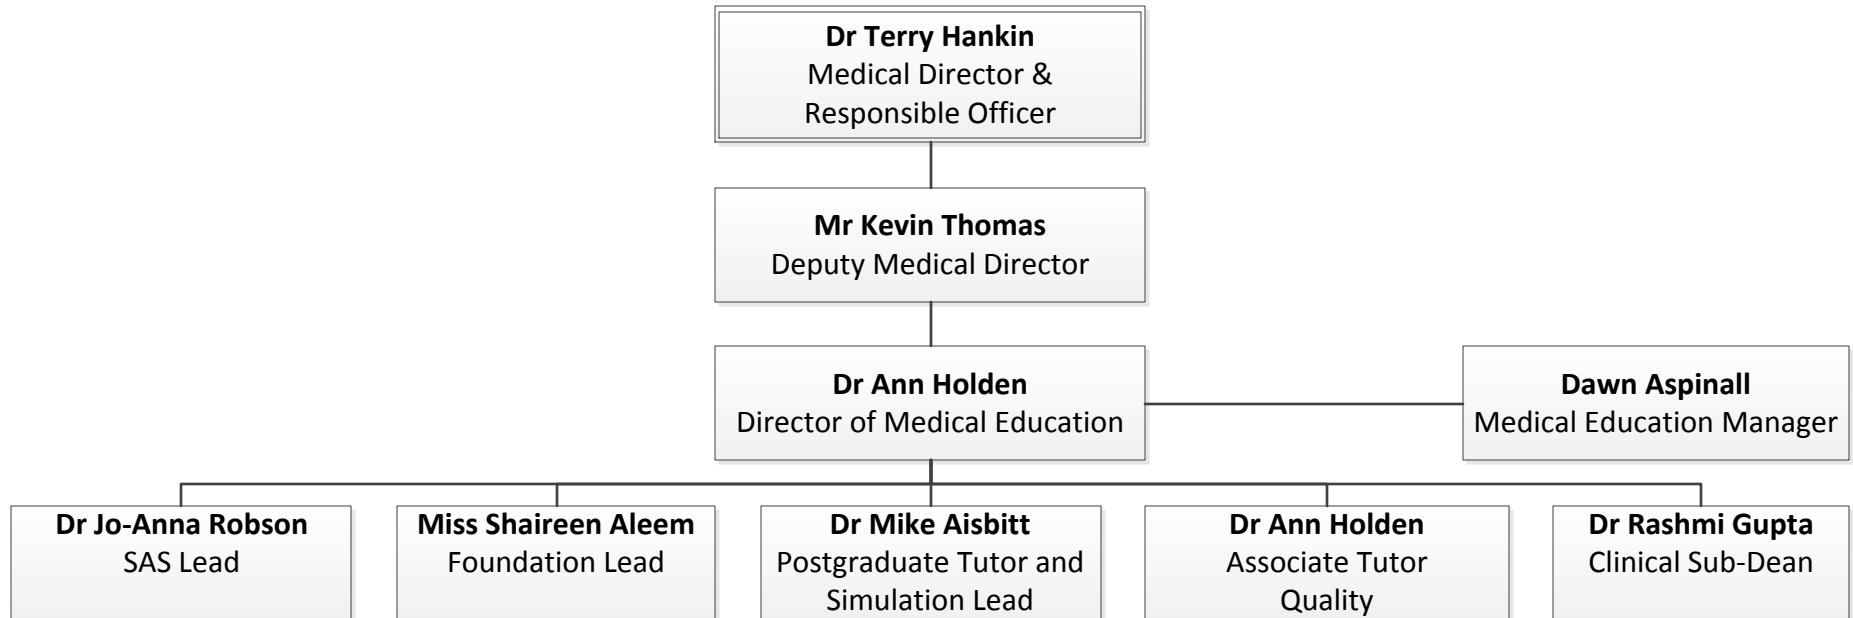 Dr Terry Hankin
Medical Director &
Responsible Officer
Mr Kevin Thomas
Deputy Medical Director
Dr Ann Holden
Director of Medical Education
Dawn Aspinall
Medical Education Manager
Dr Jo-Anna Robson
SAS Lead
Miss Shaireen Aleem
Foundation Lead
Dr Mike Aisbitt
Postgraduate Tutor and
Simulation Lead
Dr Ann Holden
Associate Tutor
Quality
Dr Rashmi Gupta
Clinical Sub-Dean